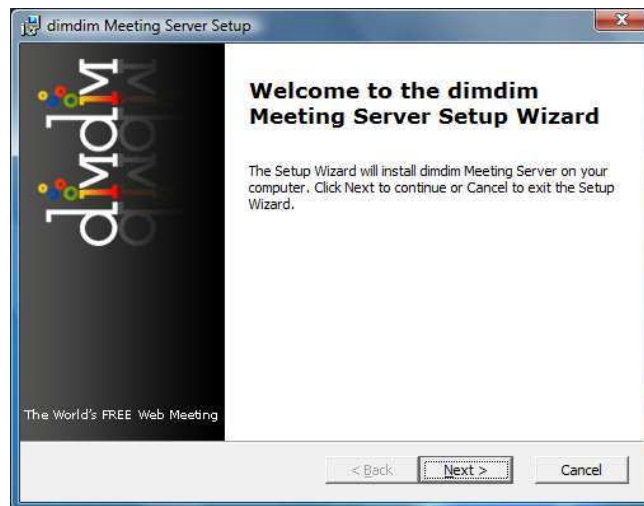 dimdim Meeting Server Setup
dimdim
Welcome to the dimdim
Meeting Server Setup Wizard
The Setup Wizard will install dimdim Meeting Server on your
computer. Click Next to continue or Cancel to exit the Setup
Wizard.
The World's FREE Web Meeting
< Back
Next >
Cancel